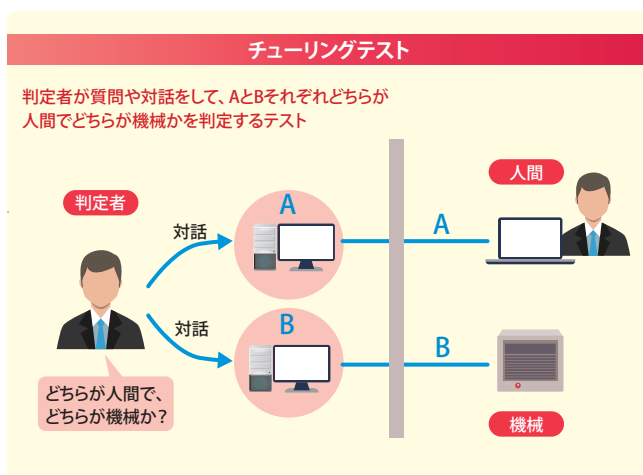 チューリングテスト
判定者が質問や対話をして、AとBそれぞれどちらが
人間でどちらが機械かを判定するテスト
判定者
対話
A
A
人間
対話
B
B
機械
どちらが人間で、
どちらが機械か?